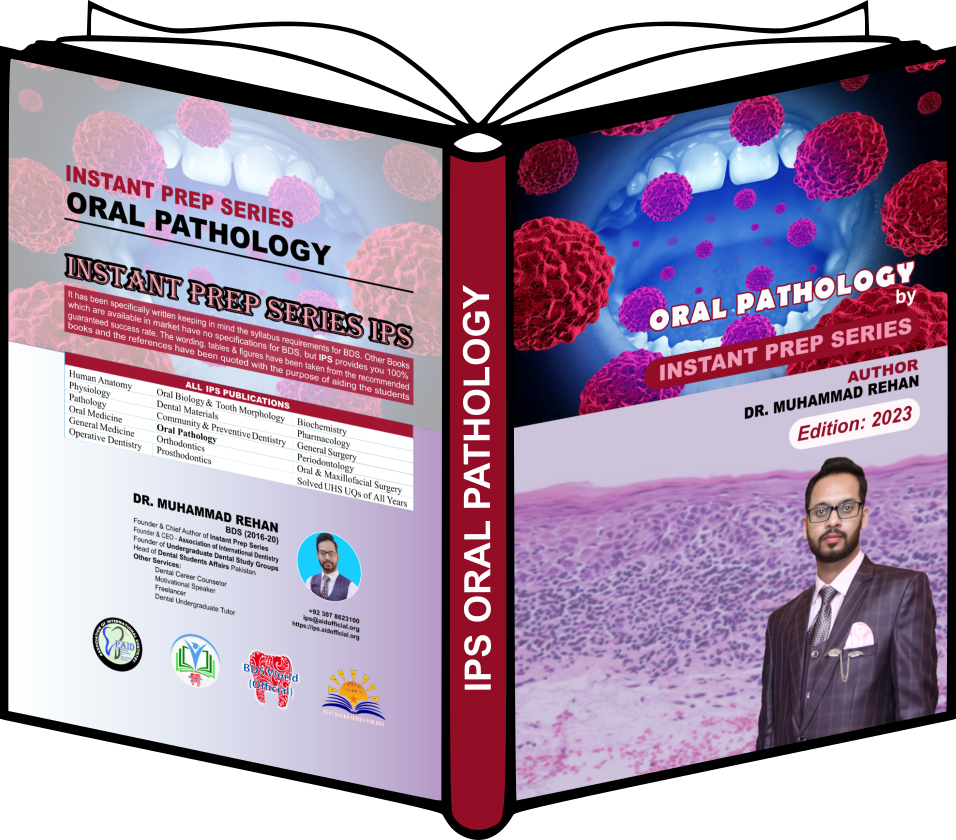 INSTANT PREP SERIES
ORAL PATHOLOGY
INSTANT PREP SERIES IPS
It has been specifically written keeping in mind the syllabus requirements for BDS. Other Books
which are available in market have no specifications for BDS, but IPS provides you 100%
guaranteed success rate. The wording, tables & figures have been taken from the recommended
books and the references have been quoted with the purpose of aiding the students
ALL IPS PUBLICATIONS
Human Anatomy
Physiology
Pathology
Oral Medicine
General Medicine
Operative Dentistry
Oral Biology & Tooth Morphology
Dental Materials
Community & Preventive Dentistry
Oral Pathology
Orthodontics
Prosthodontics
Biochemistry
Pharmacology
General Surgery
Periodontology
Oral & Maxillofacial Surgery
Solved UHS UQs of All Years
DR. MUHAMMAD REHAN
BDS (2016-20)
Founder & Chief Author of Instant Prep Series
Founder & CEO - Association of International Dentistry
Founder of Undergraduate Dental Study Groups
Head of Dental Students Affairs Pakistan
Other Services:
Dental Career Counselor
Motivational Speaker
Freelancer
Dental Undergraduate Tutor
+92 307 8623100
ips@aidofficial.org
https://ips.aidofficial.org
PAID
BDS World
(Official)
IPS ORAL PATHOLOGY
ORAL PATHOLOGY
by
INSTANT PREP SERIES
AUTHOR
DR. MUHAMMAD REHAN
Edition: 2023